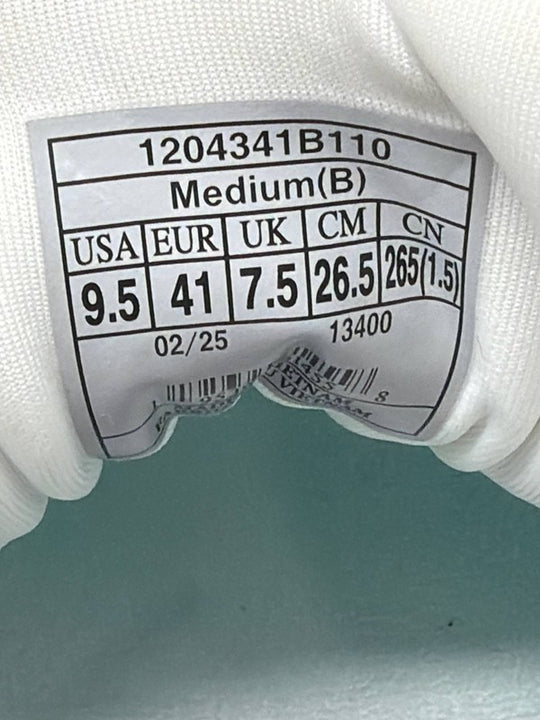 1204341B110
Medium(B)
USA EUR UK CM CN
9.5 41 7.5 26.5 265(1.5)
02/25 13400
VIETNAM